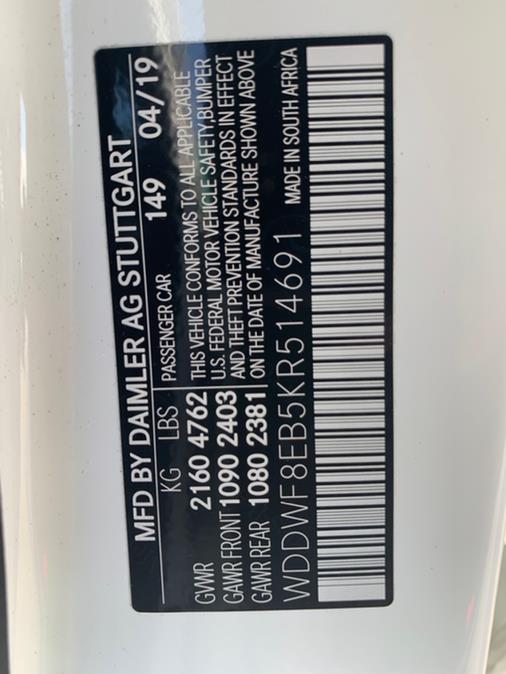 MFD BY DAIMLER AG STUTTGART
KG LBS PASSENGER CAR 149 04/19
GVWR 2160 4762 THIS VEHICLE CONFORMS TO ALL APPLICABLE
GAWR FRONT 1090 2403 U.S. FEDERAL MOTOR VEHICLE SAFETY, BUMPER
GAWR REAR 1080 2381 AND THEFT PREVENTION STANDARDS IN EFFECT
ON THE DATE OF MANUFACTURE SHOWN ABOVE
WDDWF8EB5KR514691 MADE IN SOUTH AFRICA